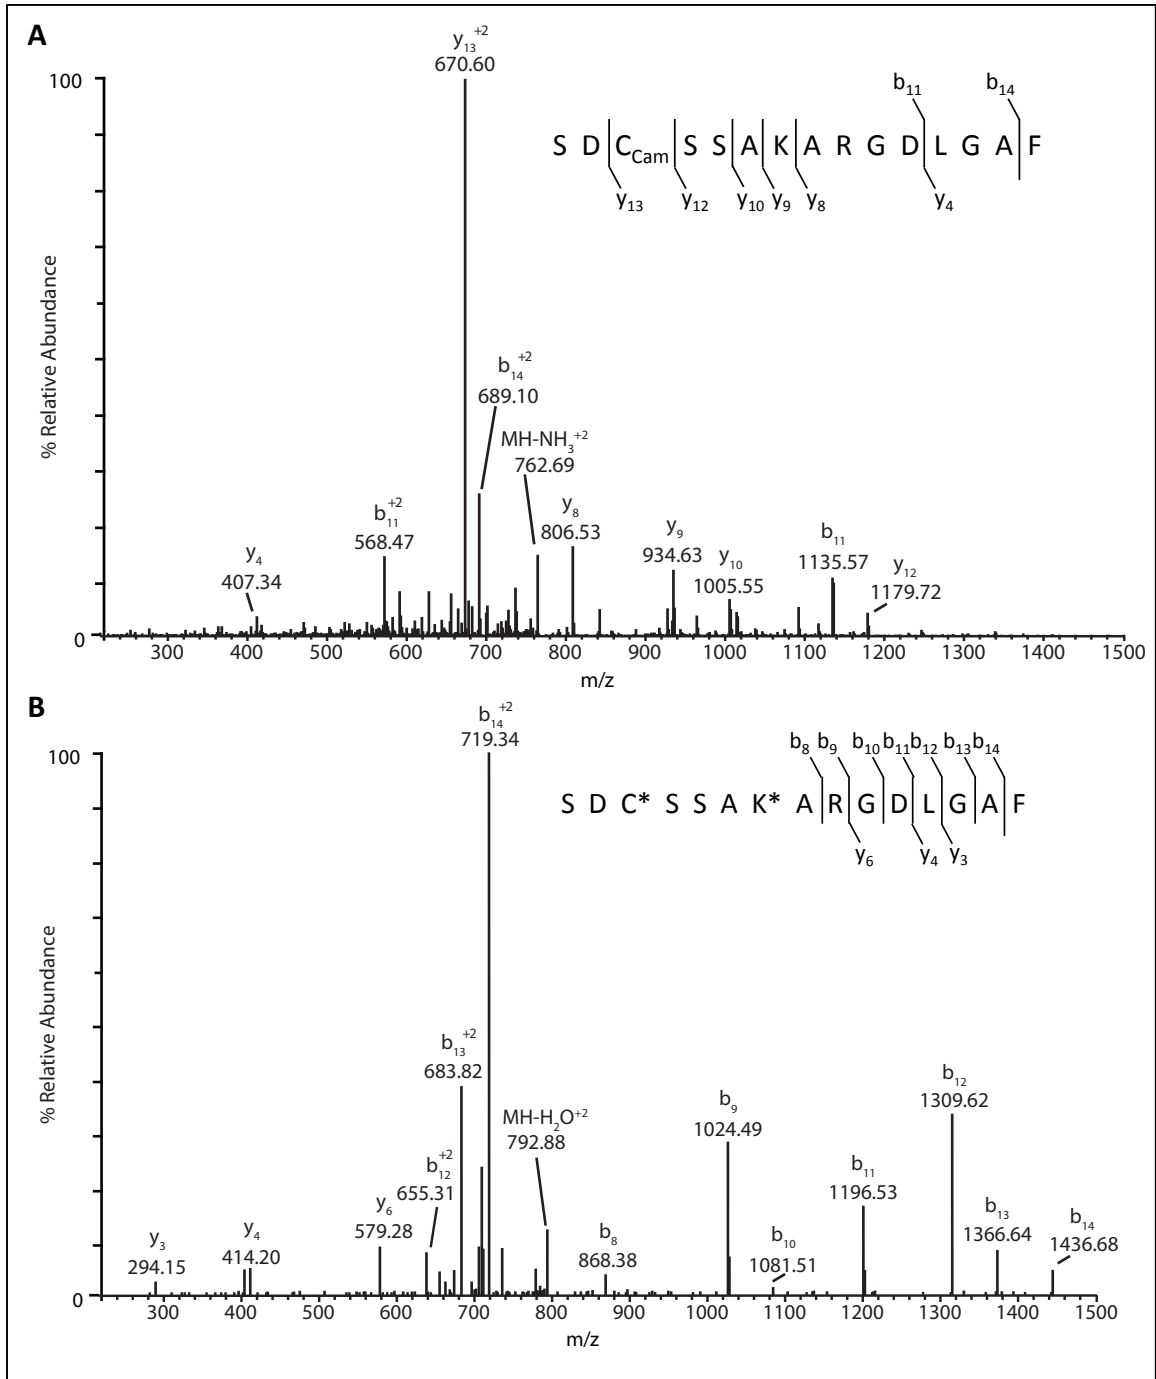 A
y₁₃⁺²
670.60
100
b₁₁ b₁₄
S D C_Cam S S A K A R G D L G A F
y₁₃ y₁₂ y₁₀ y₉ y₈ y₄
% Relative Abundance
b₁₄⁺²
689.10
MH-NH₃⁺²
762.69
b₁₁⁺²
568.47
y₈
806.53
y₉
934.63
y₁₀
1005.55
b₁₁
1135.57
y₁₂
1179.72
y₄
407.34
0
300 400 500 600 700 800 900 1000 1100 1200 1300 1400 1500
m/z
B
b₁₄⁺²
719.34
100
b₈ b₉ b₁₀ b₁₁ b₁₂ b₁₃ b₁₄
S D C* S S A K* A R G D L G A F
y₆ y₄ y₃
% Relative Abundance
b₁₃⁺²
683.82
MH-H₂O⁺²
792.88
b₁₂⁺²
655.31
y₆
579.28
y₄
414.20
y₃
294.15
b₈
868.38
b₉
1024.49
b₁₀
1081.51
b₁₁
1196.53
b₁₂
1309.62
b₁₃
1366.64
b₁₄
1436.68
0
300 400 500 600 700 800 900 1000 1100 1200 1300 1400 1500
m/z